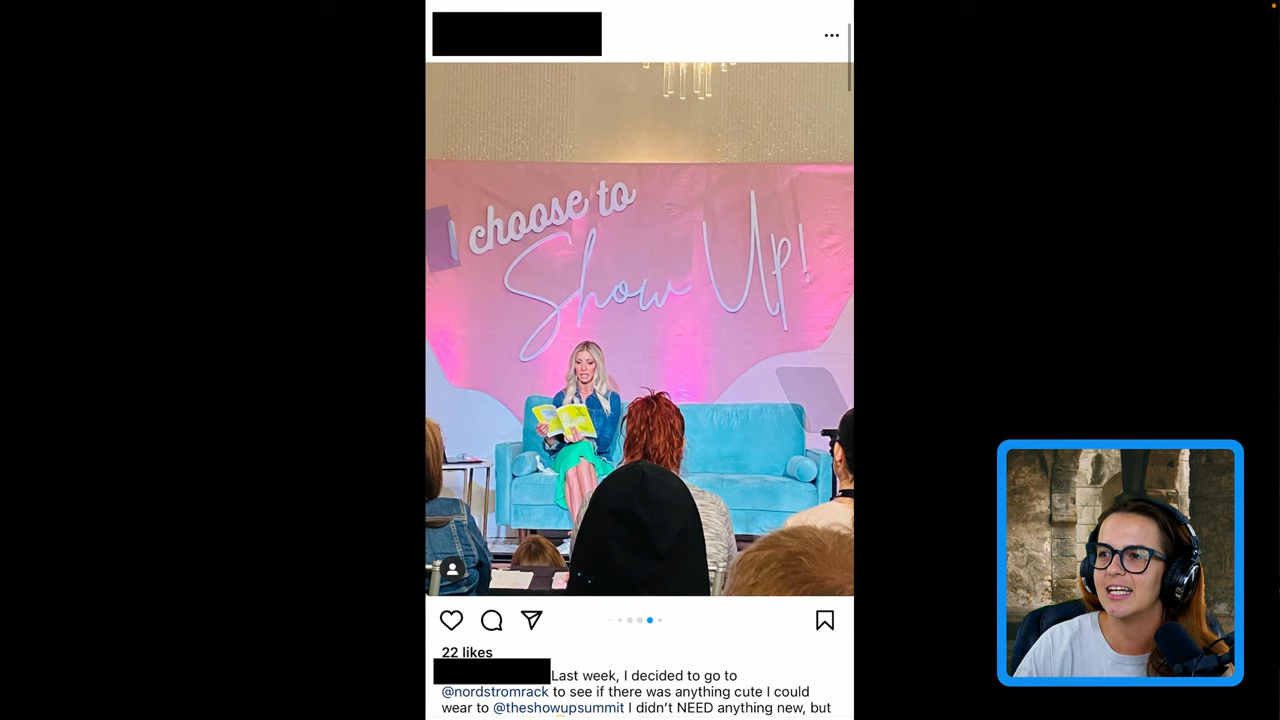 I choose to
Show Up!
22 likes
Last week, I decided to go to
@nordstromrack to see if there was anything cute I could
wear to @theshowupsummit I didn't NEED anything new, but